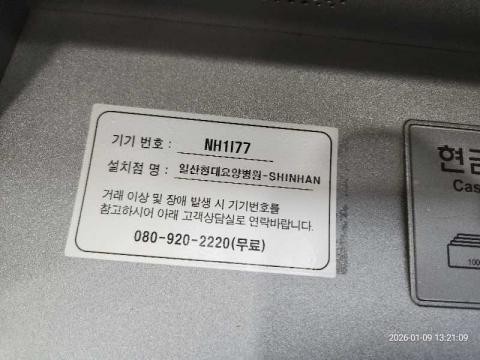 기기 번호 : NH1177
설치점 명 : 일산현대요양병원-SHINHAN
거래 이상 및 장애 발생 시 기기번호를
참고하시어 아래 고객상담실로 연락바랍니다.
080-920-2220(무료)
현금
Cas
100
2026-01-09 13:21:09